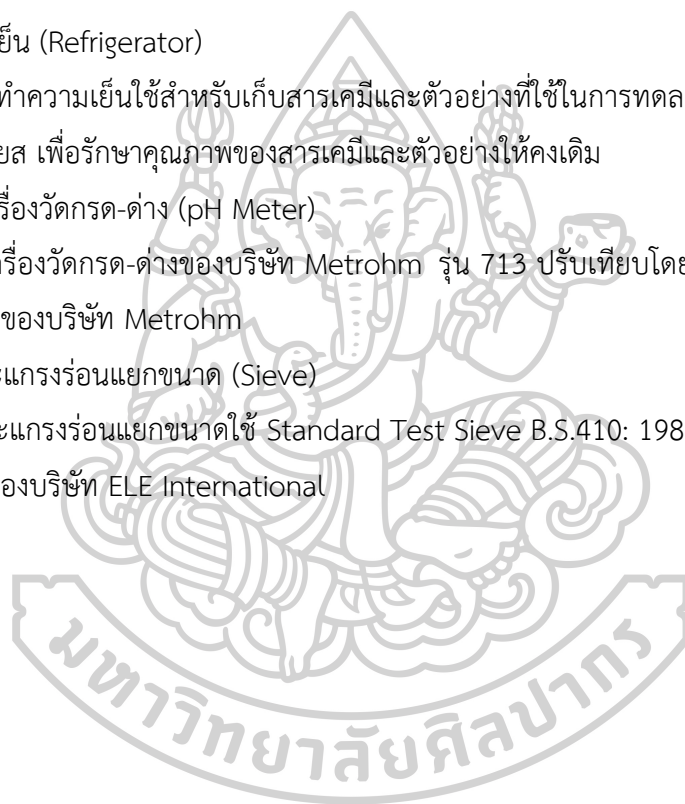 ย็น (Refrigerator)
ทำความเย็นใช้สำหรับเก็บสารเคมีและตัวอย่างที่ใช้ในการทดล
ยส เพื่อรักษาคุณภาพของสารเคมีและตัวอย่างให้คงเดิม
รื่องวัดกรด-ด่าง (pH Meter)
ครื่องวัดกรด-ด่างของบริษัท Metrohm รุ่น 713 ปรับเทียบโดย
ของบริษัท Metrohm
ะแกรงร่อนแยกขนาด (Sieve)
ะแกรงร่อนแยกขนาดใช้ Standard Test Sieve B.S.410: 198
องบริษัท ELE International
มหาวิทยาลัยศิลปากร